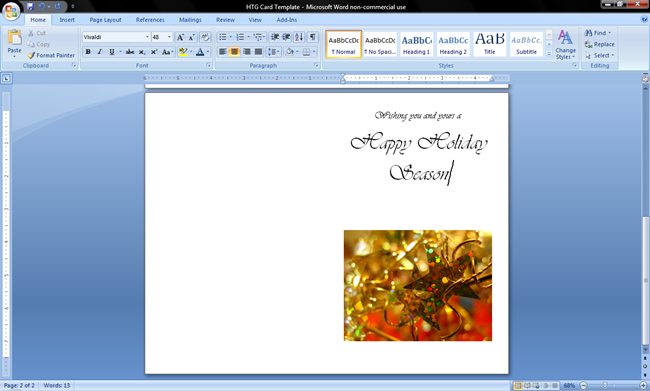 HTG Card Template - Microsoft Word non-commercial use
Home Insert Page Layout References Mailings Review View Add-Ins
Paste
Cut
Copy
Format Painter
Clipboard
Vivaldi 48
B I U abe x₂ x² Aa
Font
Paragraph
AaBbCcDc AaBbCcDc AaBbC AaBbCc AaB AaBbCc.
¶ Normal ¶ No Spaci... Heading 1 Heading 2 Title Subtitle
Change Styles
Styles
Find
Replace
Select
Editing
Wishing you and yours a
Happy Holiday
Season
Page: 2 of 2 Words: 13
68%